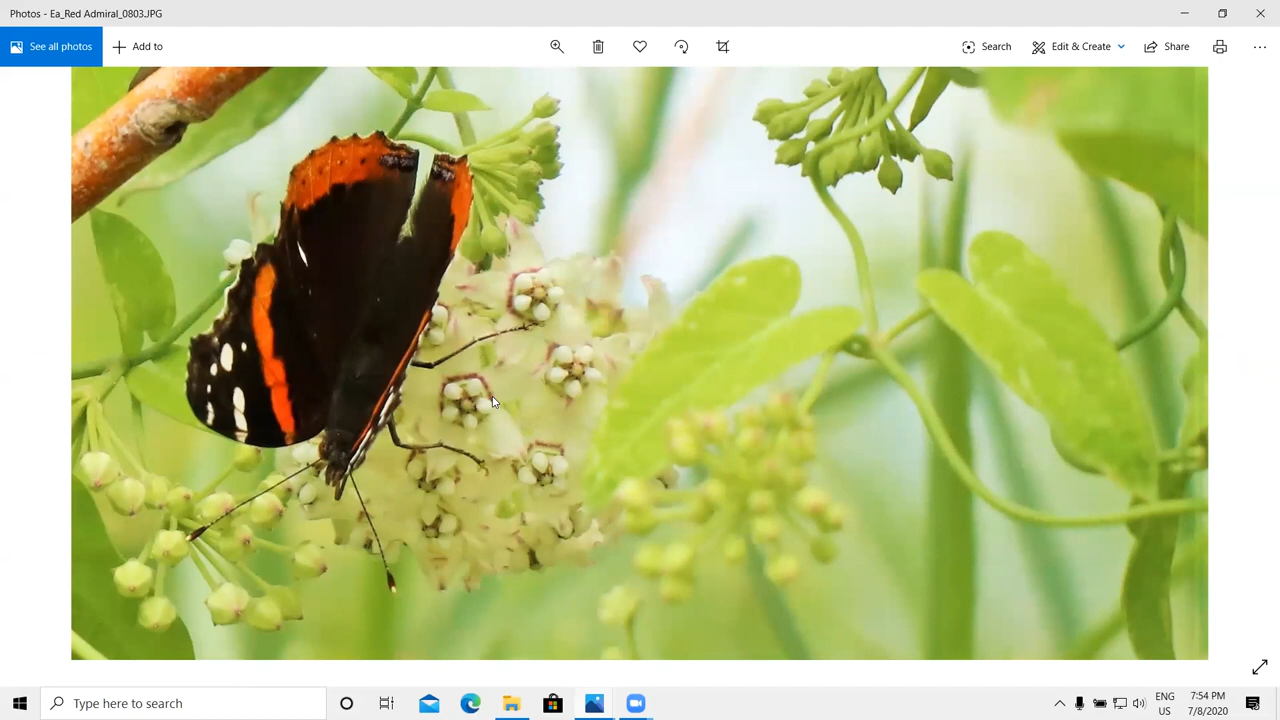 Photos - Ea_Red Admiral_0803.JPG
See all photos
Add to
Search
Edit & Create
Share
Type here to search
ENG
US
7:54 PM
7/8/2020